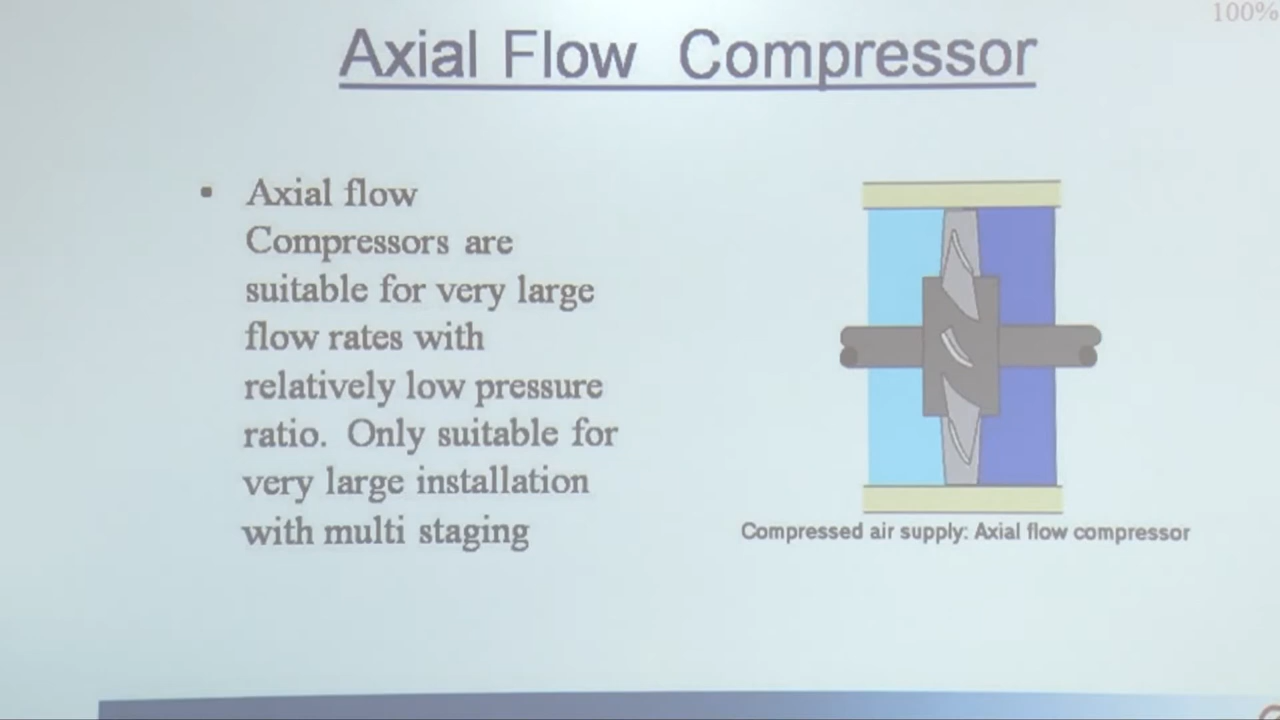 100%
Axial Flow Compressor
• Axial flow
Compressors are
suitable for very large
flow rates with
relatively low pressure
ratio. Only suitable for
very large installation
with multi staging
Compressed air supply: Axial flow compressor